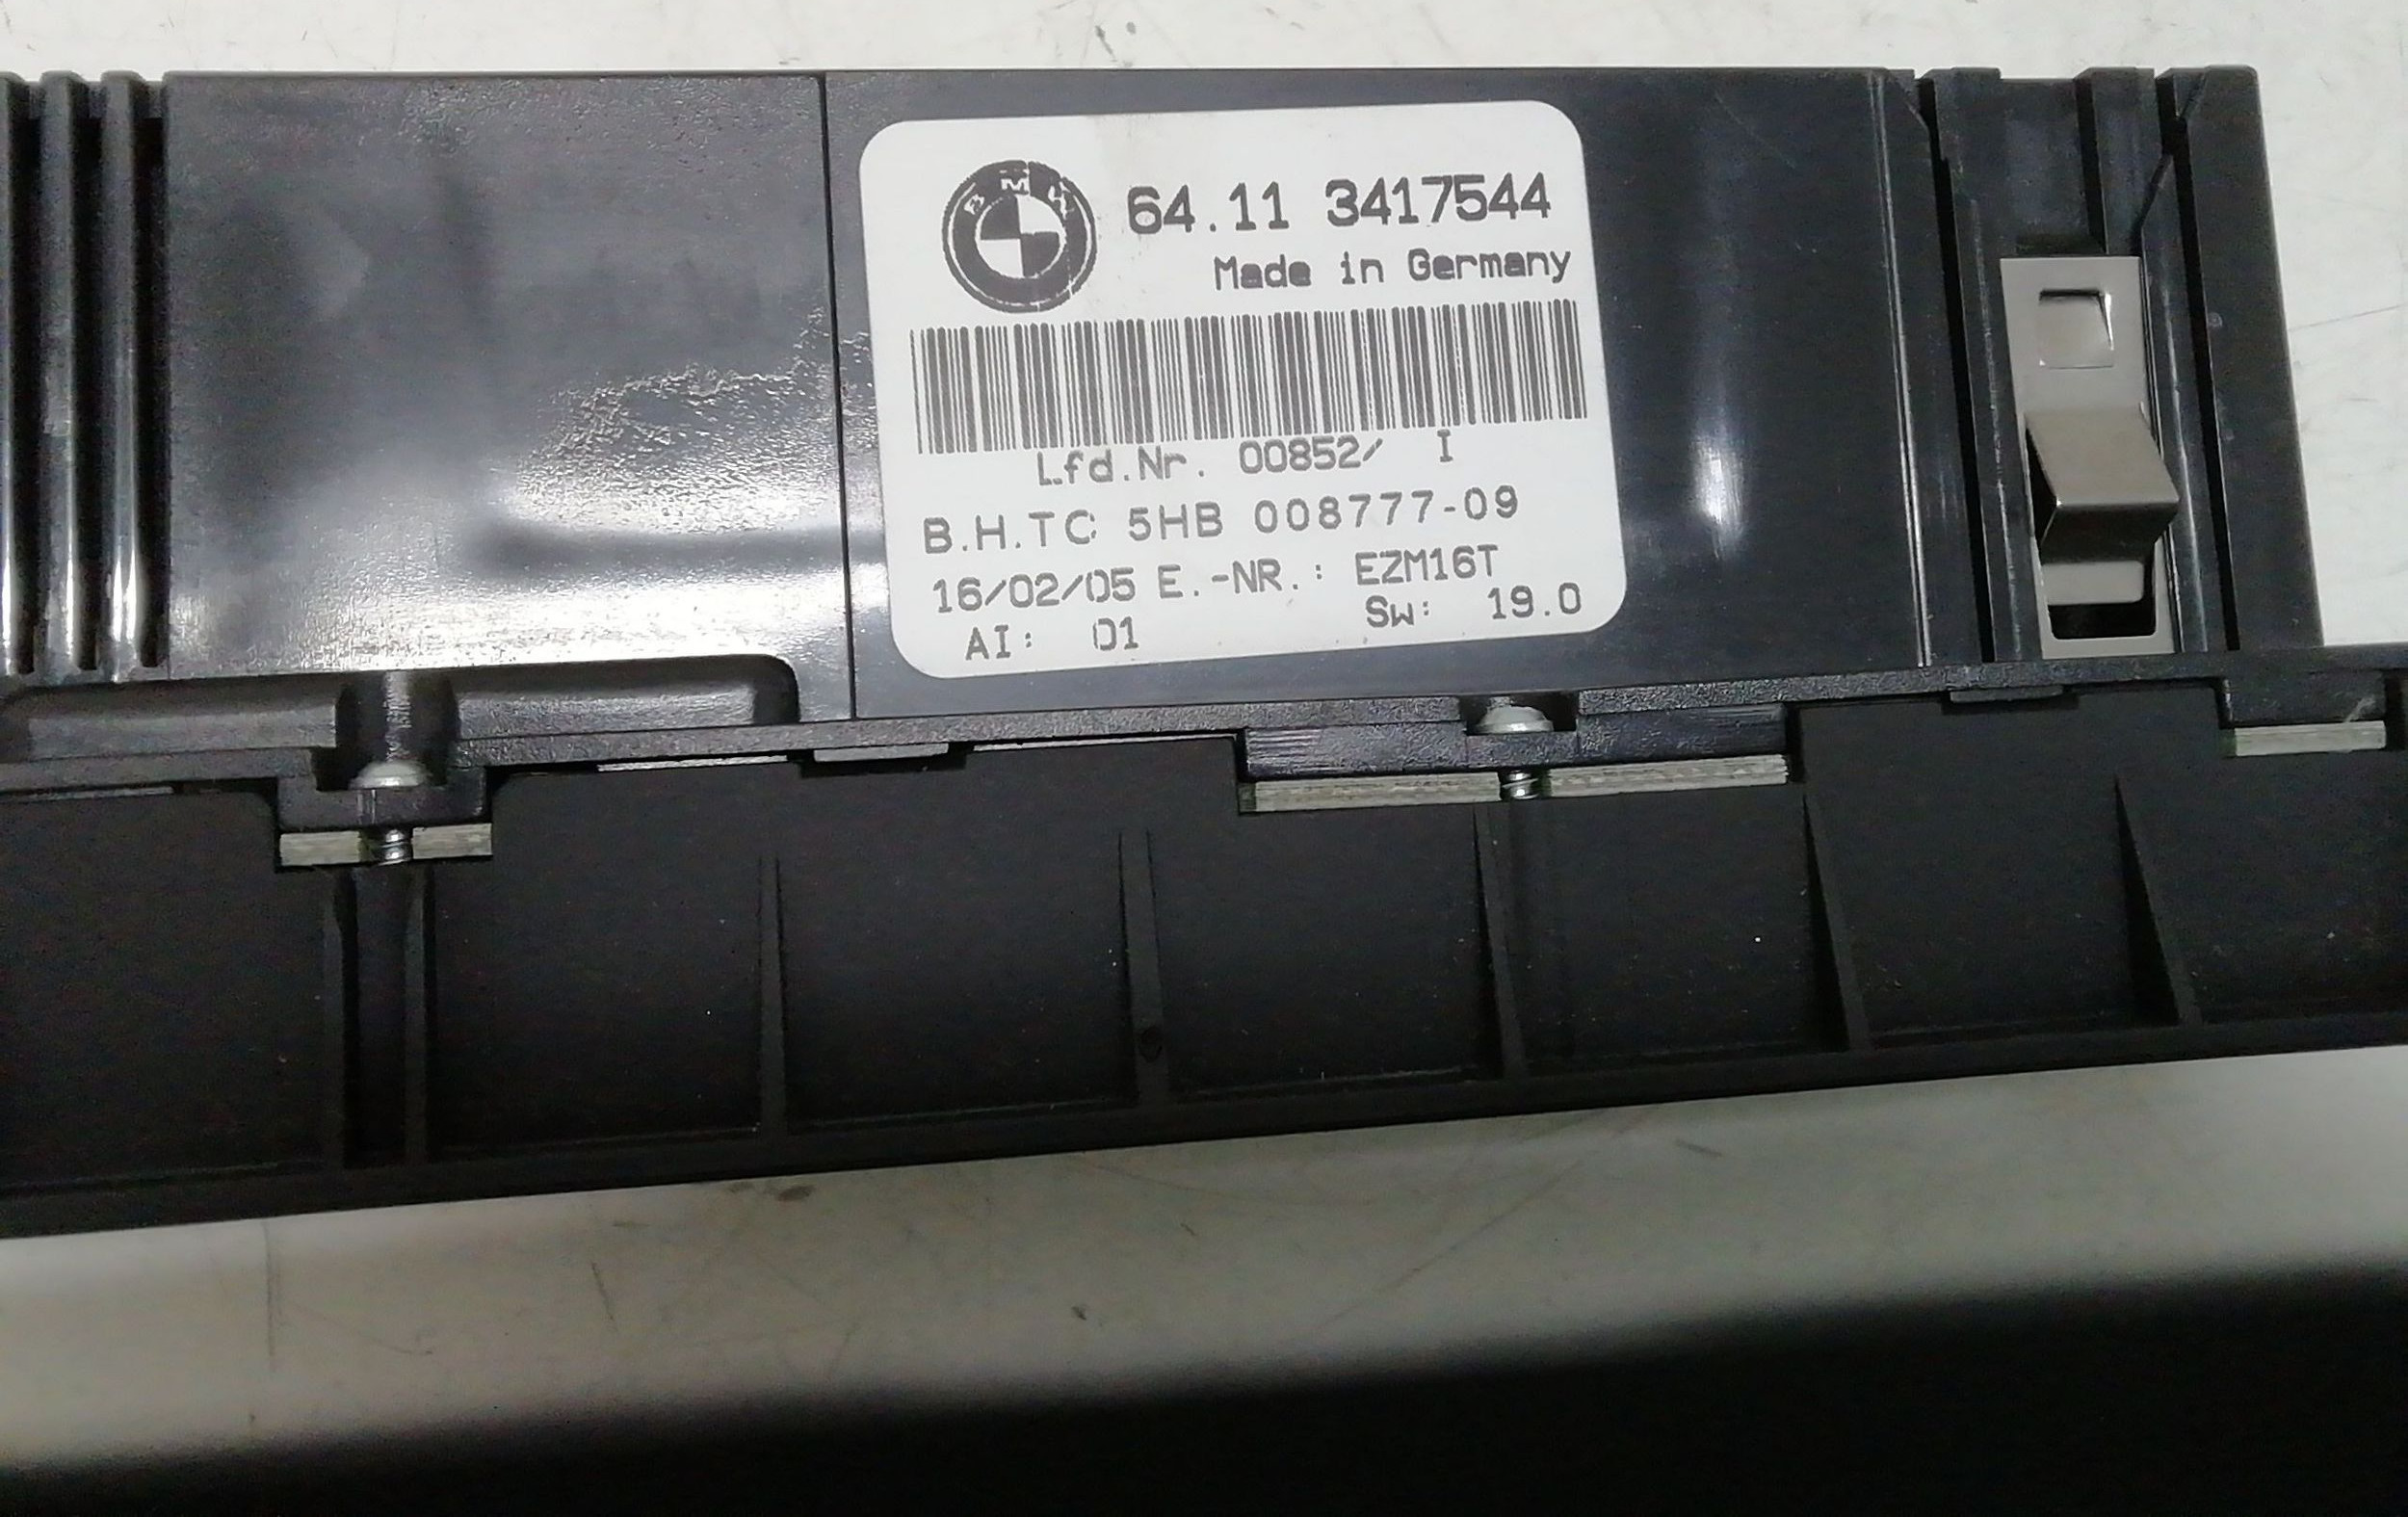 BMW
64.11 3417544
Made in Germany
Lfd.Nr. 00852/ I
B.H.TC 5HB 008777-09
16/02/05 E.-NR.: EZM16T
AI: 01 Sw: 19.0